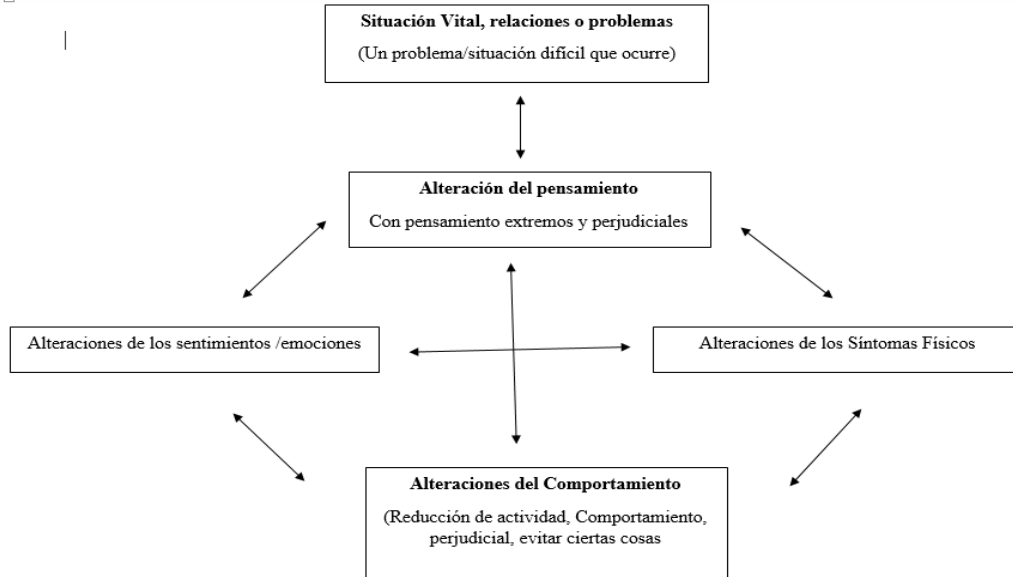 Situación Vital, relaciones o problemas
(Un problema/situación difícil que ocurre)
Alteración del pensamiento
Con pensamiento extremos y perjudiciales
Alteraciones de los sentimientos /emociones
Alteraciones de los Síntomas Físicos
Alteraciones del Comportamiento
(Reducción de actividad, Comportamiento,
perjudicial, evitar ciertas cosas